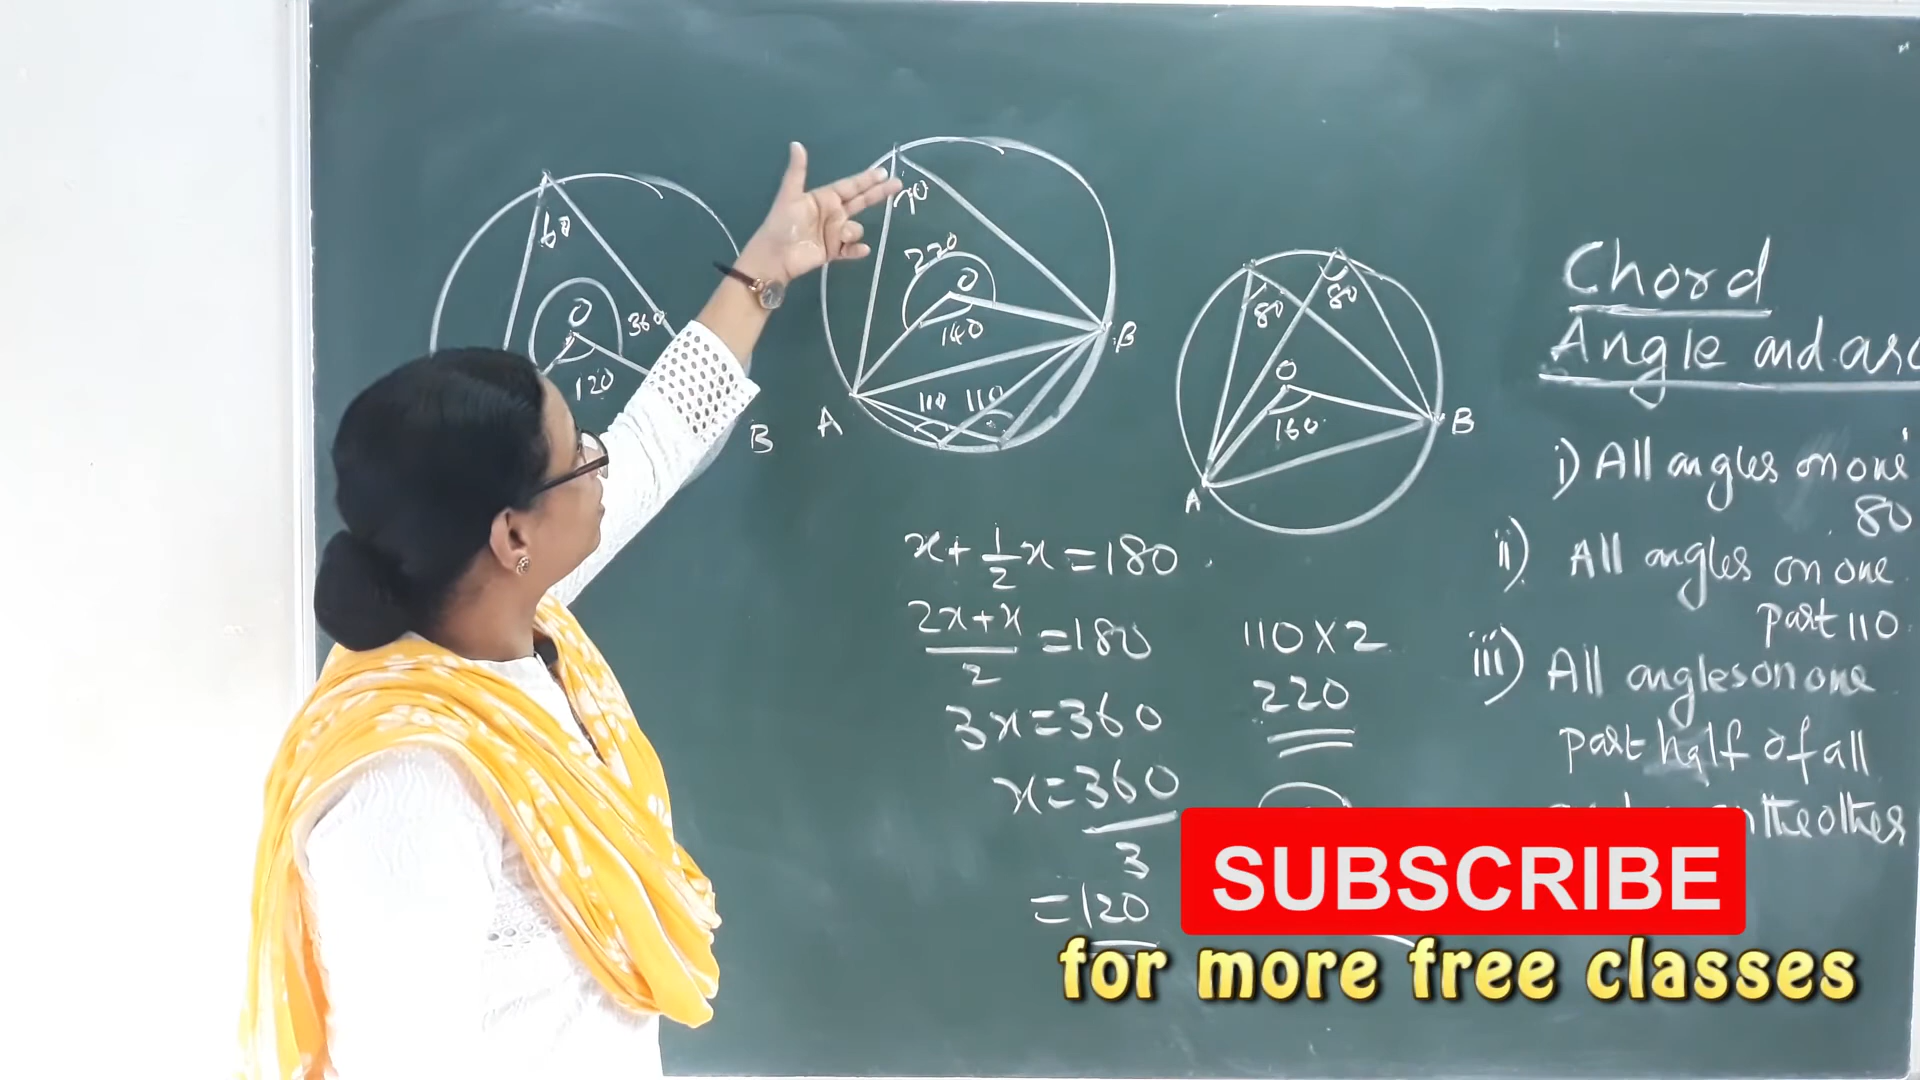 60
O
360
120
B
70
220
O
140
B
A
110 110
80
80
O
160
B
A
Chord
Angle and arc
i) All angles on one
80
ii) All angles on one
part 110
iii) All angles on one
part half of all
on the other
x + 1/2 x = 180
2x + x / 2 = 180
3x = 360
x = 360 / 3
= 120
110 X 2
220
SUBSCRIBE
for more free classes